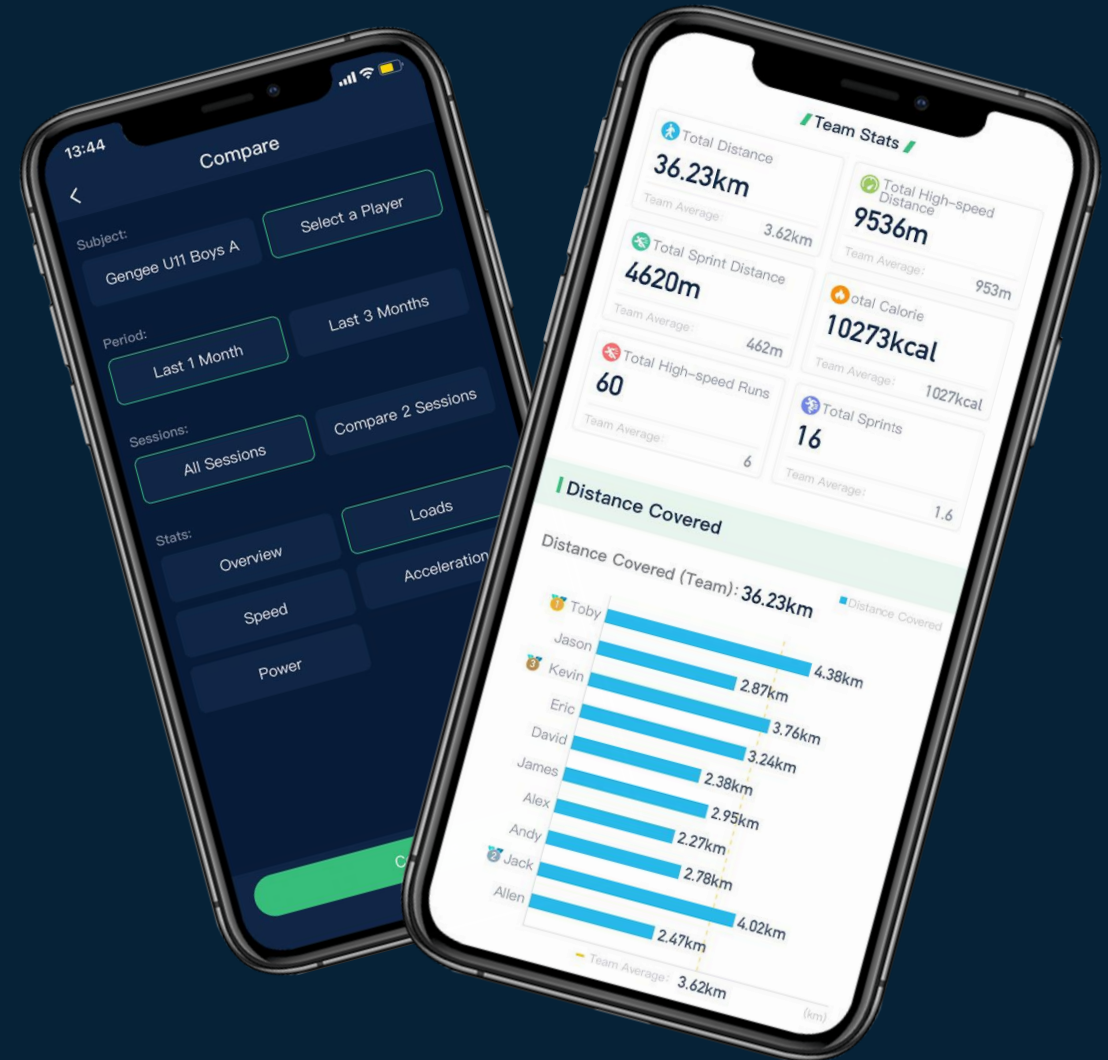 13:44
Compare
Subject:
Gengee U11 Boys A
Select a Player
Period:
Last 1 Month
Last 3 Months
Sessions:
All Sessions
Compare 2 Sessions
Stats:
Overview
Loads
Speed
Acceleration
Power
C
Team Stats
Total Distance
36.23km
Team Average:
3.62km
Total High-speed
Distance
9536m
Team Average:
953m
Total Sprint Distance
4620m
Team Average:
462m
otal Calorie
10273kcal
Team Average:
1027kcal
Total High-speed Runs
60
Team Average:
6
Total Sprints
16
Team Average:
1.6
Distance Covered
Distance Covered (Team): 36.23km
Distance Covered
1 Toby 4.38km
Jason 2.87km
3 Kevin 3.76km
Eric 3.24km
David 2.38km
James 2.95km
Alex 2.27km
Andy 2.78km
2 Jack 4.02km
Allen 2.47km
Team Average: 3.62km
(km)